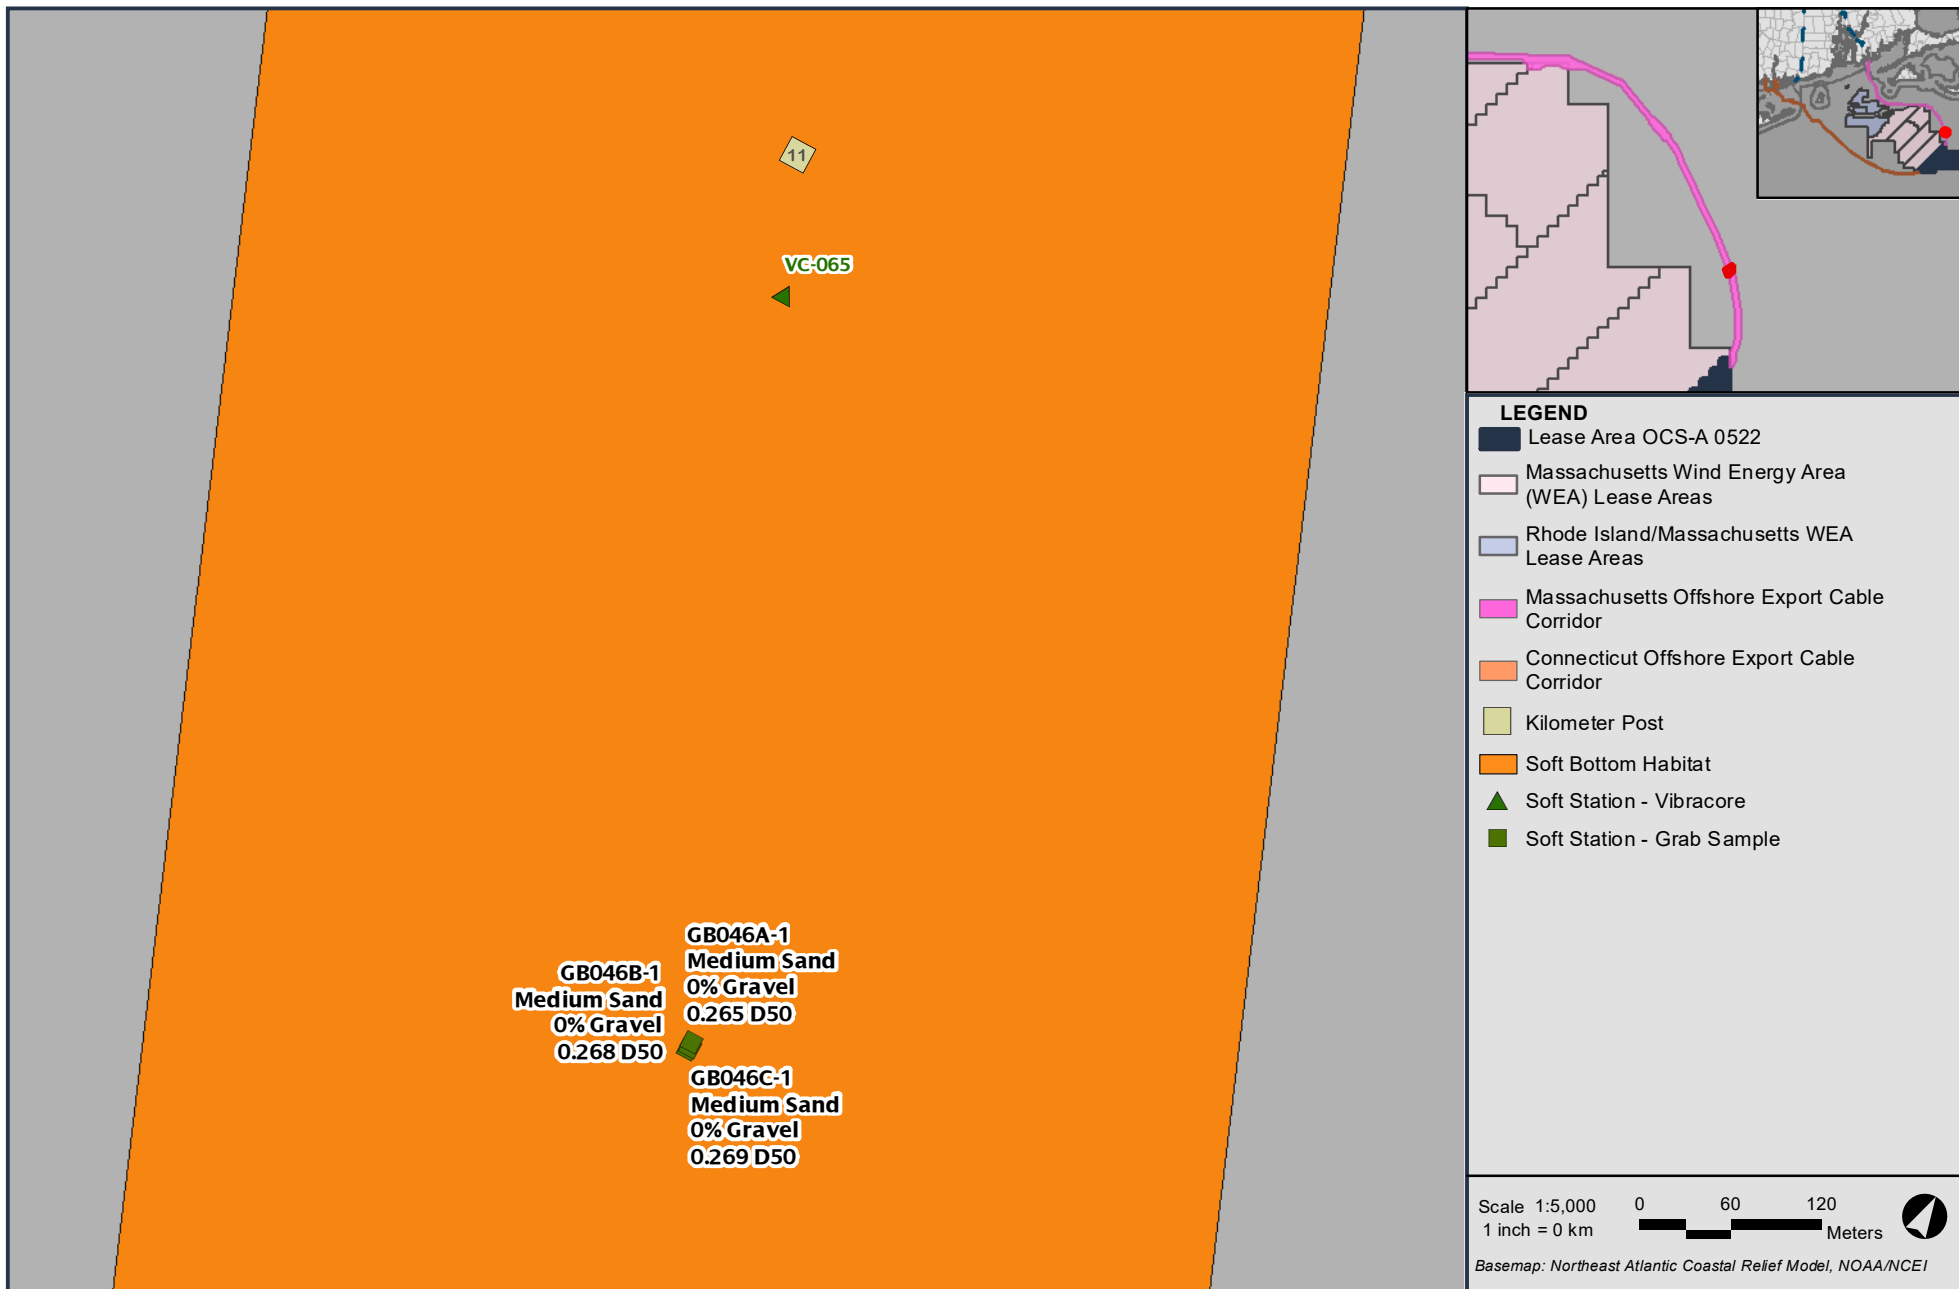 11
VC-065
GB046A-1
Medium Sand
0% Gravel
0.265 D50
GB046B-1
Medium Sand
0% Gravel
0.268 D50
GB046C-1
Medium Sand
0% Gravel
0.269 D50
LEGEND
Lease Area OCS-A 0522
Massachusetts Wind Energy Area
(WEA) Lease Areas
Rhode Island/Massachusetts WEA
Lease Areas
Massachusetts Offshore Export Cable
Corridor
Connecticut Offshore Export Cable
Corridor
Kilometer Post
Soft Bottom Habitat
Soft Station - Vibracore
Soft Station - Grab Sample
Scale 1:5,000
1 inch = 0 km
0 60 120
Meters
Basemap: Northeast Atlantic Coastal Relief Model, NOAA/NCEI